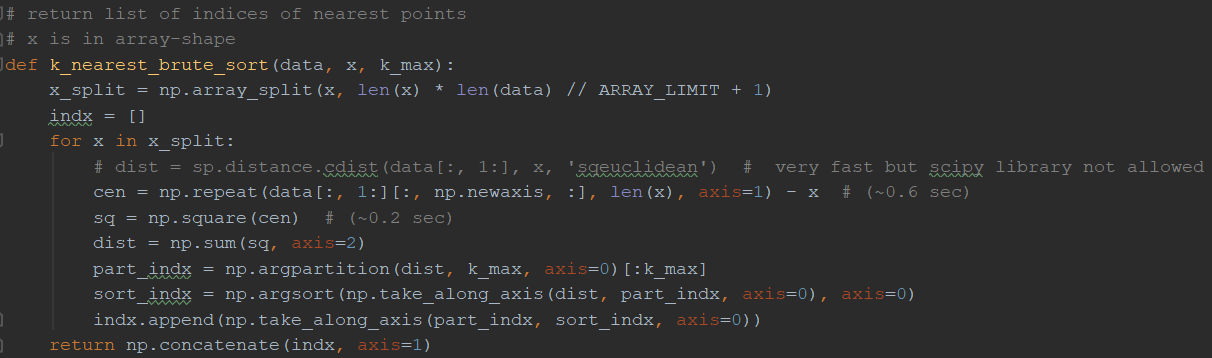 # return list of indices of nearest points
# x is in array-shape
def k_nearest_brute_sort(data, x, k_max):
    x_split = np.array_split(x, len(x) * len(data) // ARRAY_LIMIT + 1)
    indx = []
    for x in x_split:
        # dist = sp.distance.cdist(data[:, 1:], x, 'sqeuclidean')  #  very fast but scipy library not allowed
        cen = np.repeat(data[:, 1:][:, np.newaxis, :], len(x), axis=1) - x  # (~0.6 sec)
        sq = np.square(cen)  # (~0.2 sec)
        dist = np.sum(sq, axis=2)
        part_indx = np.argpartition(dist, k_max, axis=0)[:k_max]
        sort_indx = np.argsort(np.take_along_axis(dist, part_indx, axis=0), axis=0)
        indx.append(np.take_along_axis(part_indx, sort_indx, axis=0))
    return np.concatenate(indx, axis=1)